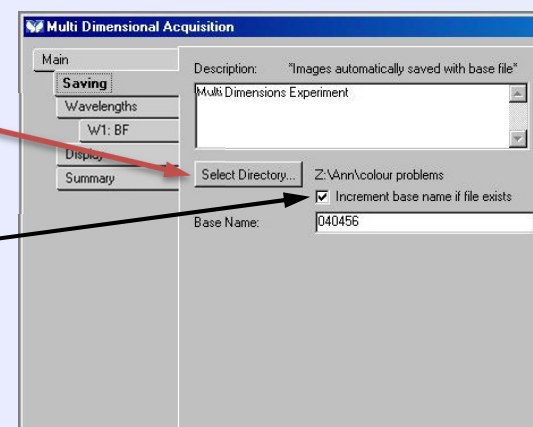 Multi Dimensional Acquisition
Main
Saving
Wavelengths
W1: BF
Display
Summary
Description: "Images automatically saved with base file"
Multi Dimensions Experiment
Select Directory... Z:\Ann\colour problems
Increment base name if file exists
Base Name: 040456